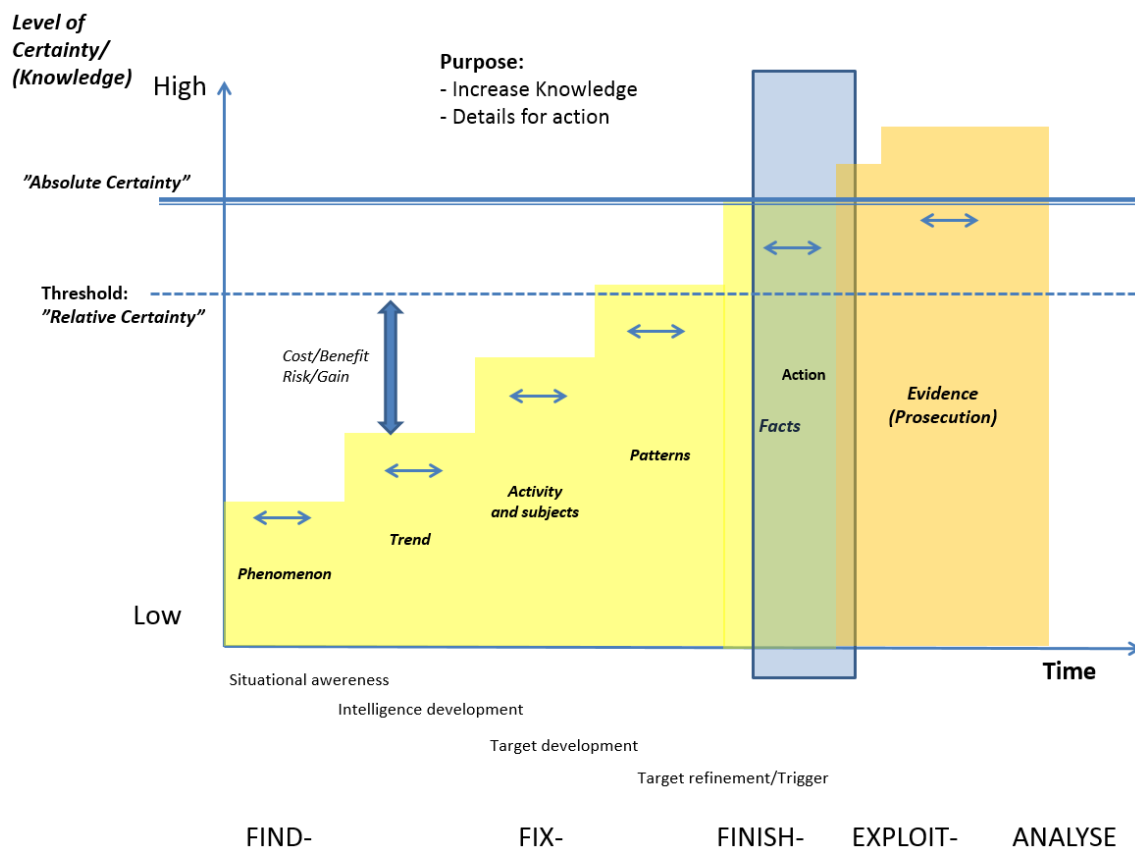 Level of
Certainty/
(Knowledge)
High
Purpose:
- Increase Knowledge
- Details for action
”Absolute Certainty”
Threshold:
”Relative Certainty”
Cost/Benefit
Risk/Gain
Action
Facts
Evidence
(Prosecution)
Patterns
Activity
and subjects
Trend
Phenomenon
Low
Time
Situational awereness
Intelligence development
Target development
Target refinement/Trigger
FIND-
FIX-
FINISH-
EXPLOIT-
ANALYSE